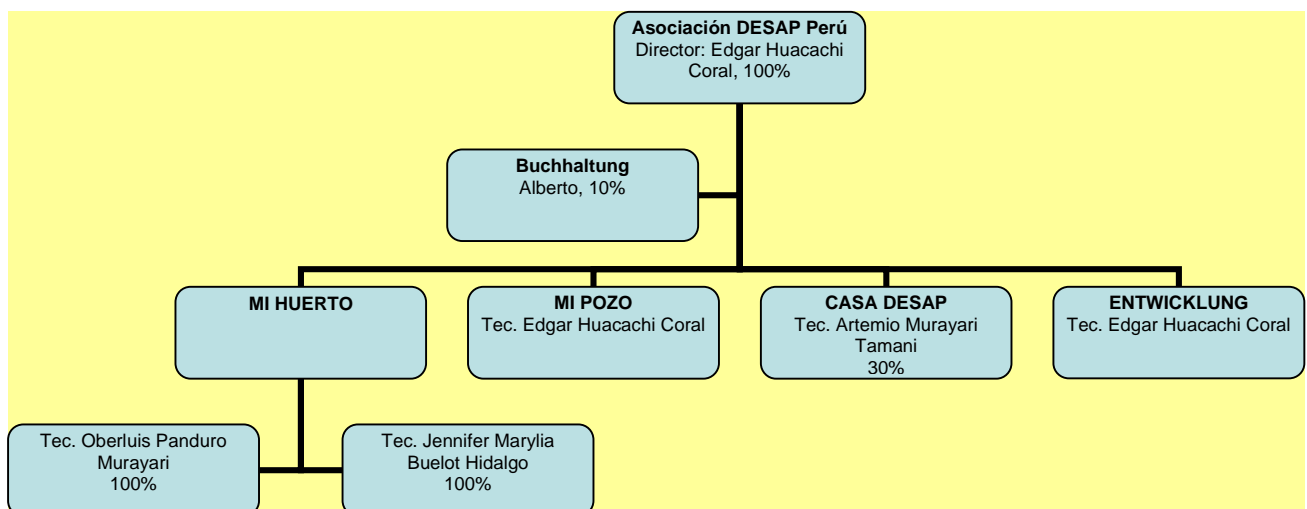 Asociación DESAP Perú
Director: Edgar Huacachi
Coral, 100%
Buchhaltung
Alberto, 10%
MI HUERTO
MI POZO
Tec. Edgar Huacachi Coral
CASA DESAP
Tec. Artemio Murayari
Tamani
30%
ENTWICKLUNG
Tec. Edgar Huacachi Coral
Tec. Oberluis Panduro
Murayari
100%
Tec. Jennifer Marylia
Buelot Hidalgo
100%